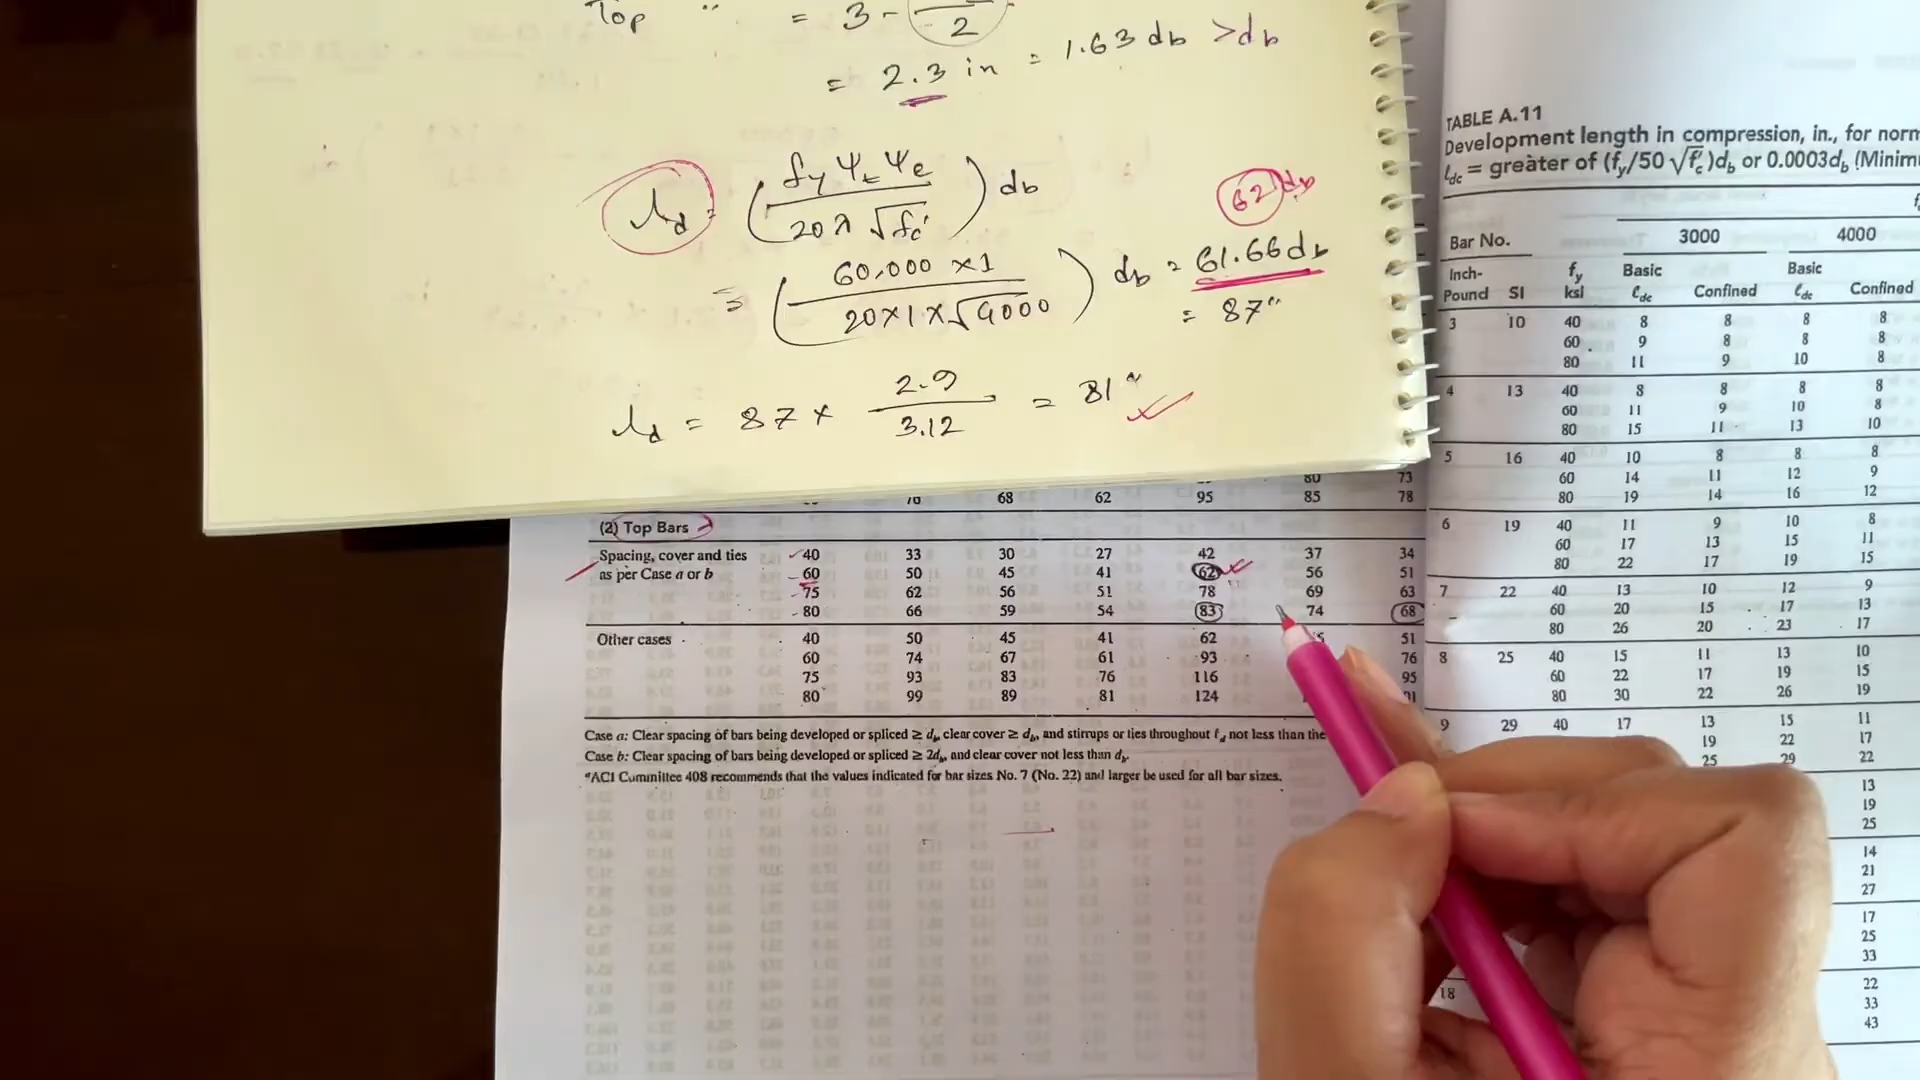 Top " = 3 - 2
= 2.3 in = 1.63 db > db
ld = ( fy Ψt Ψe / 20 λ √fc' ) db
62 db
= ( 60,000 x 1 / 20 x 1 x √4000 ) db = 61.66 db
= 87"
ld = 87 x 2.9 / 3.12 = 81"
80 73
70 68 62 95 85 78
(2) Top Bars
Spacing, cover and ties 40 33 30 27 42 37 34
as per Case a or b 60 50 45 41 62 56 51
75 62 56 51 78 69 63
80 66 59 54 83 74 68
Other cases 40 50 45 41 62 51
60 74 67 61 93 76
75 93 83 76 116 95
80 99 89 81 124
Case a: Clear spacing of bars being developed or spliced ≥ db, clear cover ≥ db, and stirrups or ties throughout ℓd not less than the
Case b: Clear spacing of bars being developed or spliced ≥ 2db, and clear cover not less than db.
ᵃACI Committee 408 recommends that the values indicated for bar sizes No. 7 (No. 22) and larger be used for all bar sizes.
TABLE A.11
Development length in compression, in., for norm
ℓdc = greater of (fy/50 √f'c)db or 0.0003db (Minim
3000 4000
Bar No.
Inch-Pound SI fy ksi Basic ℓdc Confined Basic ℓdc Confined
3 10 40 8 8 8 8
60 9 8 8 8
80 11 9 10 8
4 13 40 8 8 8 8
60 11 9 10 8
80 15 11 13 10
5 16 40 10 8 8 8
60 14 11 12 9
80 19 14 16 12
6 19 40 11 9 10 8
60 17 13 15 11
80 22 17 19 15
7 22 40 13 10 12 9
60 20 15 17 13
80 26 20 23 17
8 25 40 15 11 13 10
60 22 17 19 15
80 30 22 26 19
9 29 40 17 13 15 11
19 22 17
25 29 22
13
19
25
14
21
27
17
25
33
18
22
33
43